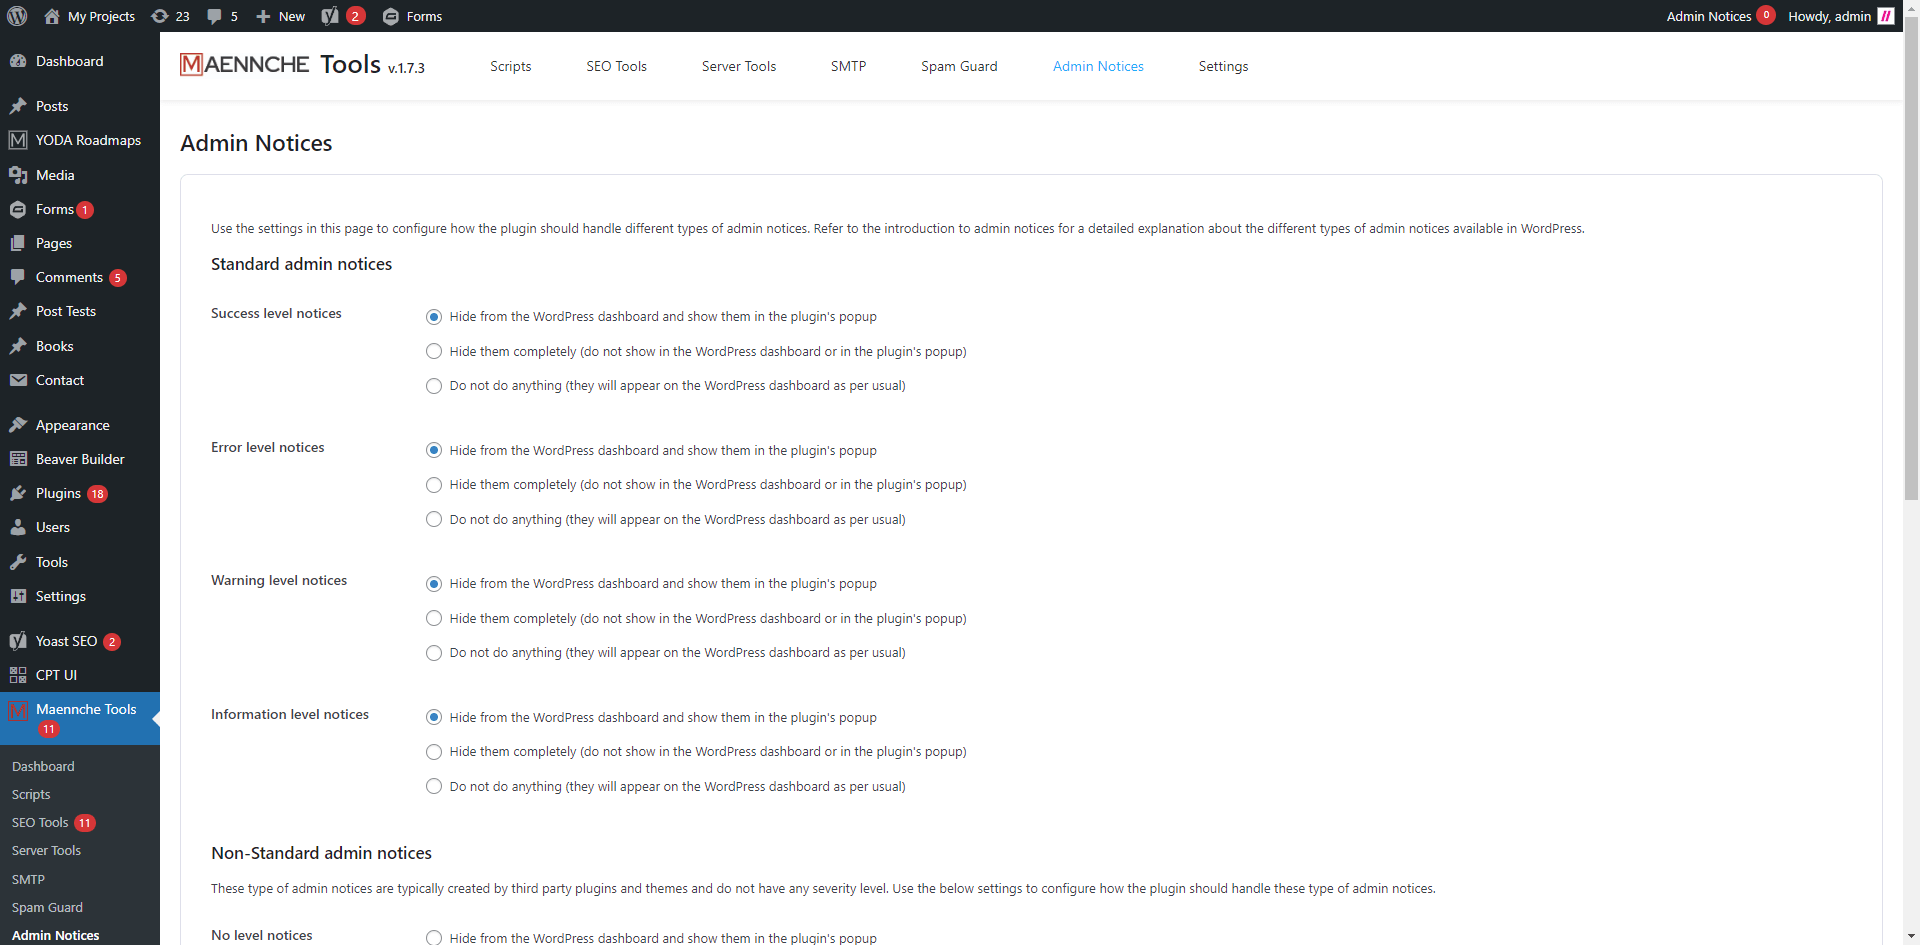 My Projects
23
5
New
2
Forms
Admin Notices 0
Howdy, admin
Dashboard
Posts
YODA Roadmaps
Media
Forms 1
Pages
Comments 5
Post Tests
Books
Contact
Appearance
Beaver Builder
Plugins 18
Users
Tools
Settings
Yoast SEO 2
CPT UI
Maennche Tools
11
Dashboard
Scripts
SEO Tools 11
Server Tools
SMTP
Spam Guard
Admin Notices
MAENNCHE Tools v.1.7.3
Scripts
SEO Tools
Server Tools
SMTP
Spam Guard
Admin Notices
Settings
Admin Notices
Use the settings in this page to configure how the plugin should handle different types of admin notices. Refer to the introduction to admin notices for a detailed explanation about the different types of admin notices available in WordPress.
Standard admin notices
Success level notices
Hide from the WordPress dashboard and show them in the plugin's popup
Hide them completely (do not show in the WordPress dashboard or in the plugin's popup)
Do not do anything (they will appear on the WordPress dashboard as per usual)
Error level notices
Hide from the WordPress dashboard and show them in the plugin's popup
Hide them completely (do not show in the WordPress dashboard or in the plugin's popup)
Do not do anything (they will appear on the WordPress dashboard as per usual)
Warning level notices
Hide from the WordPress dashboard and show them in the plugin's popup
Hide them completely (do not show in the WordPress dashboard or in the plugin's popup)
Do not do anything (they will appear on the WordPress dashboard as per usual)
Information level notices
Hide from the WordPress dashboard and show them in the plugin's popup
Hide them completely (do not show in the WordPress dashboard or in the plugin's popup)
Do not do anything (they will appear on the WordPress dashboard as per usual)
Non-Standard admin notices
These type of admin notices are typically created by third party plugins and themes and do not have any severity level. Use the below settings to configure how the plugin should handle these type of admin notices.
No level notices
Hide from the WordPress dashboard and show them in the plugin's popup